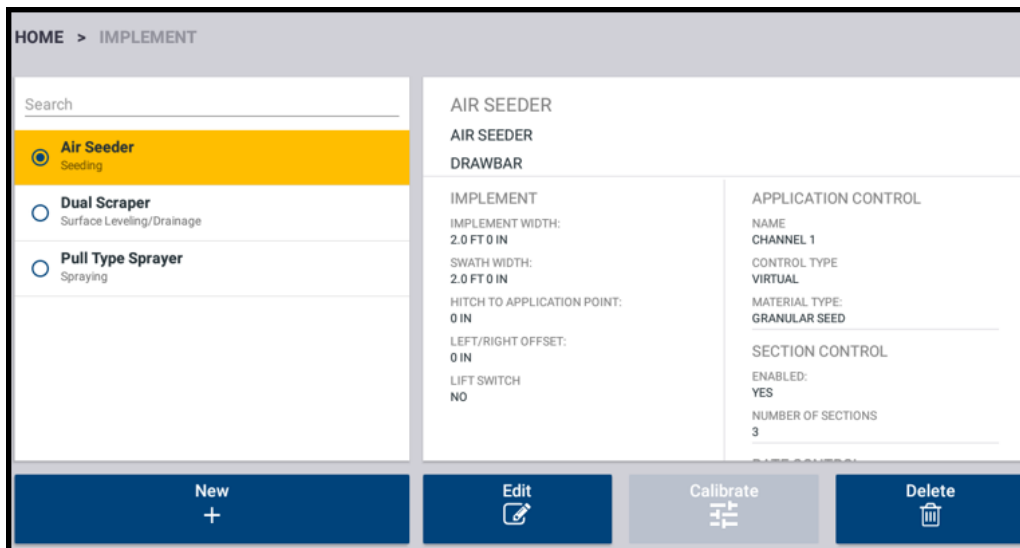 HOME > IMPLEMENT
Search
Air Seeder
Seeding
Dual Scraper
Surface Leveling/Drainage
Pull Type Sprayer
Spraying
AIR SEEDER
AIR SEEDER
DRAWBAR
IMPLEMENT
IMPLEMENT WIDTH:
2.0 FT 0 IN
SWATH WIDTH:
2.0 FT 0 IN
HITCH TO APPLICATION POINT:
0 IN
LEFT/RIGHT OFFSET:
0 IN
LIFT SWITCH
NO
APPLICATION CONTROL
NAME
CHANNEL 1
CONTROL TYPE
VIRTUAL
MATERIAL TYPE:
GRANULAR SEED
SECTION CONTROL
ENABLED:
YES
NUMBER OF SECTIONS
3
New
Edit
Calibrate
Delete